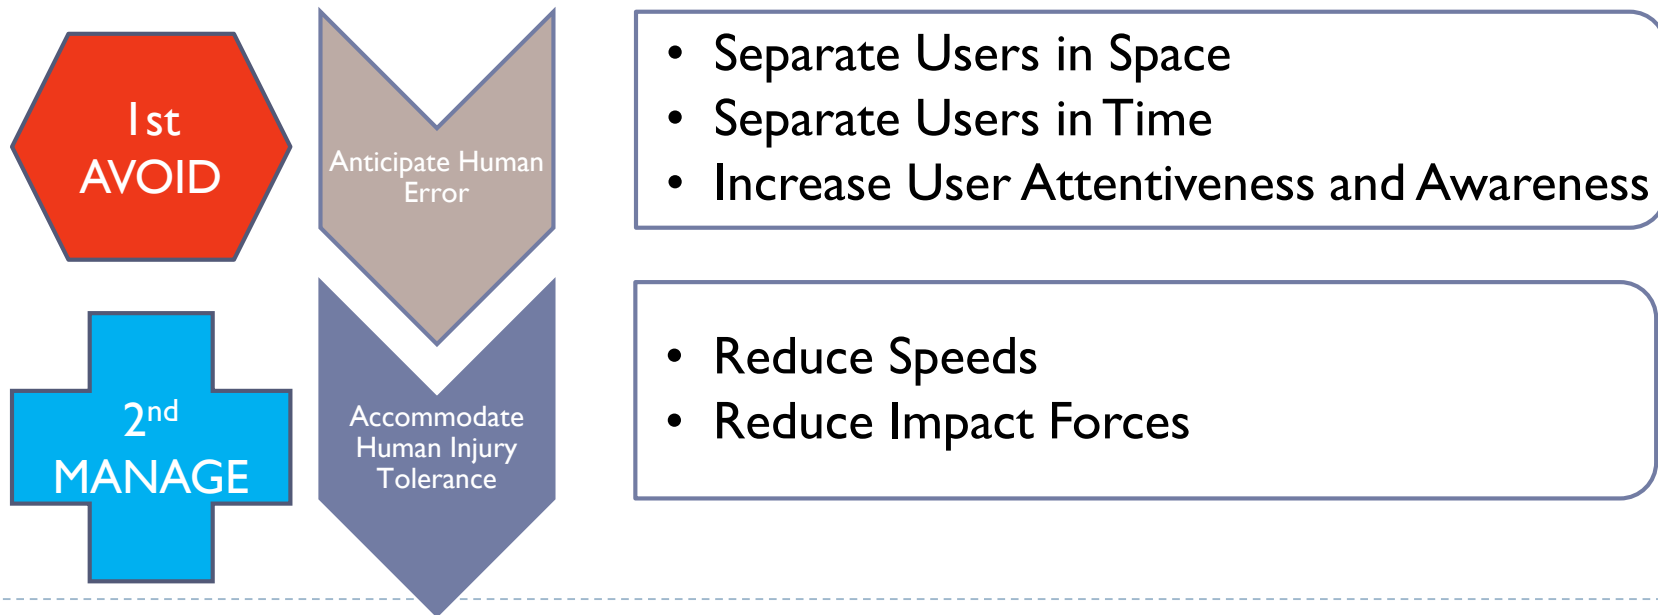 1st
AVOID
Anticipate Human
Error
• Separate Users in Space
• Separate Users in Time
• Increase User Attentiveness and Awareness
2nd
MANAGE
Accommodate
Human Injury
Tolerance
• Reduce Speeds
• Reduce Impact Forces